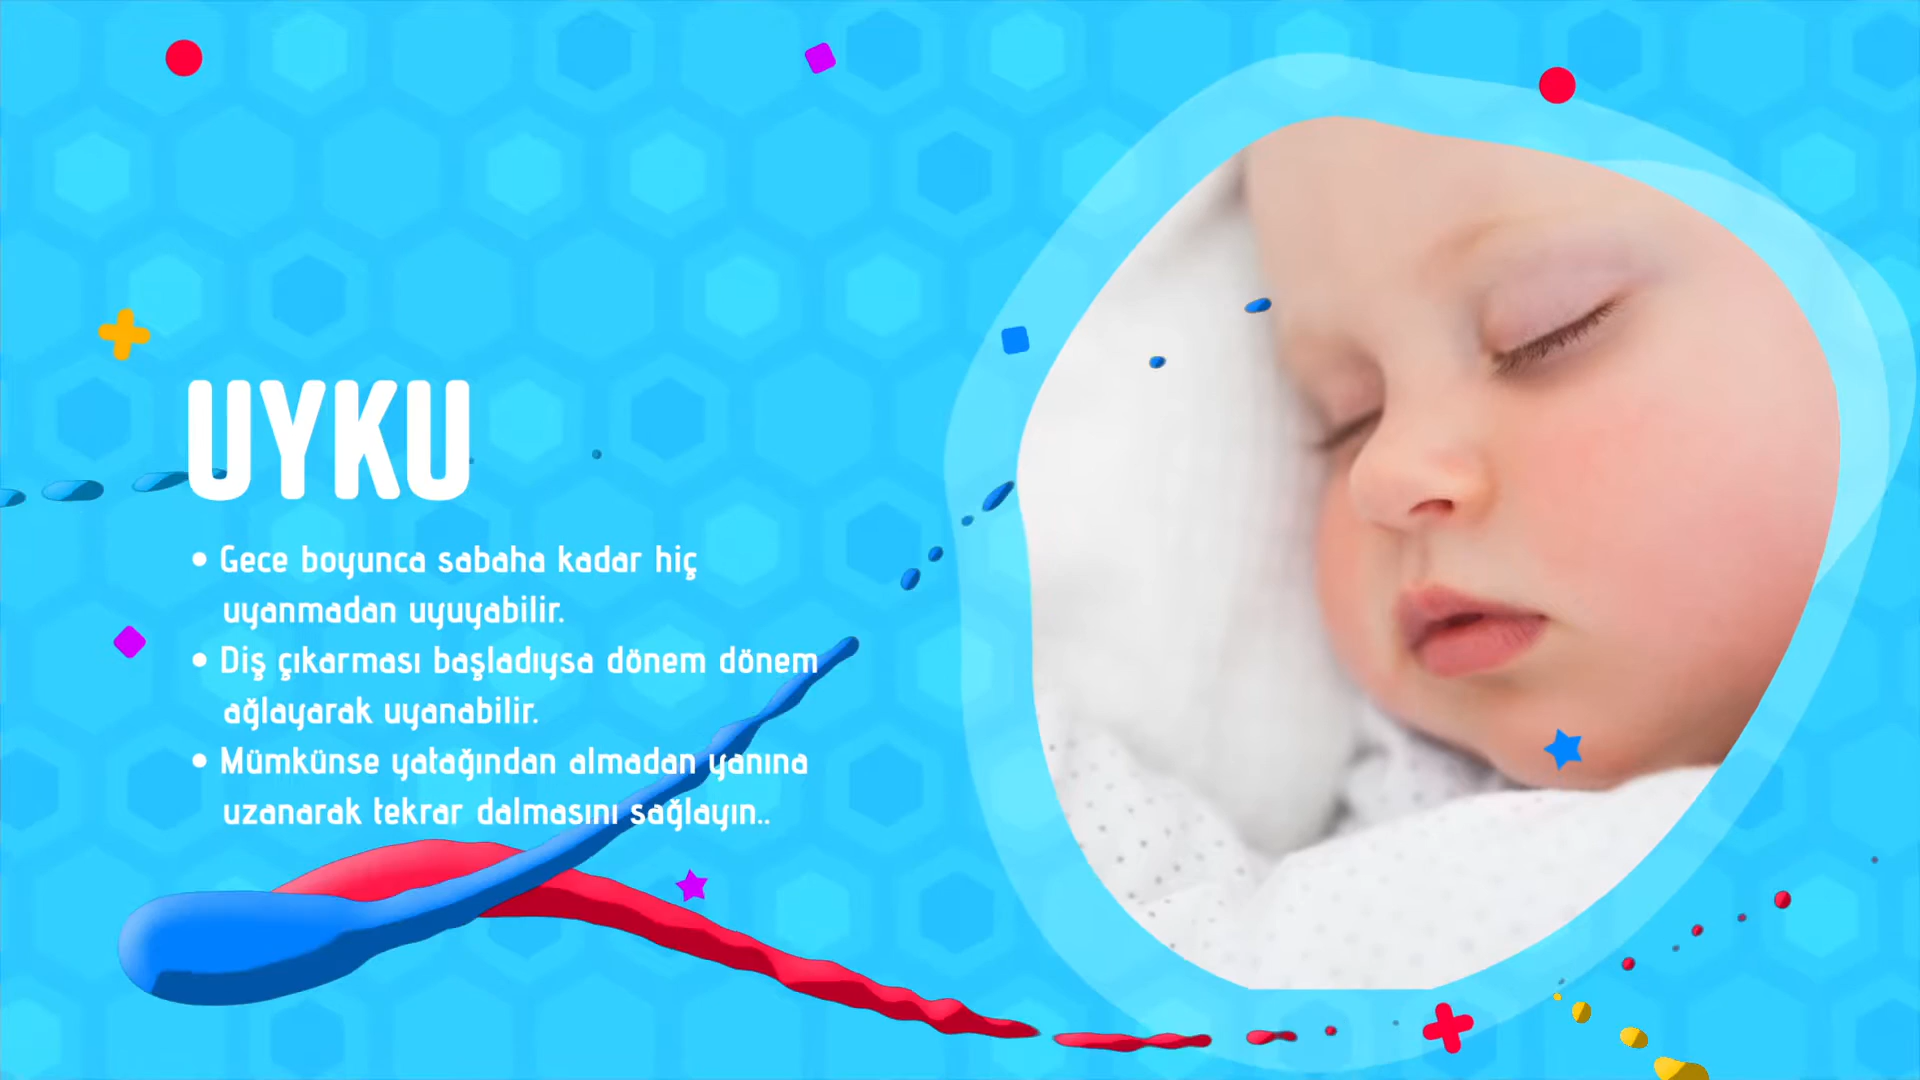 UYKU
• Gece boyunca sabaha kadar hiç
uyanmadan uyuyabilir.
• Diş çıkarması başladıysa dönem dönem
ağlayarak uyanabilir.
• Mümkünse yatağından almadan yanına
uzanarak tekrar dalmasını sağlayın..